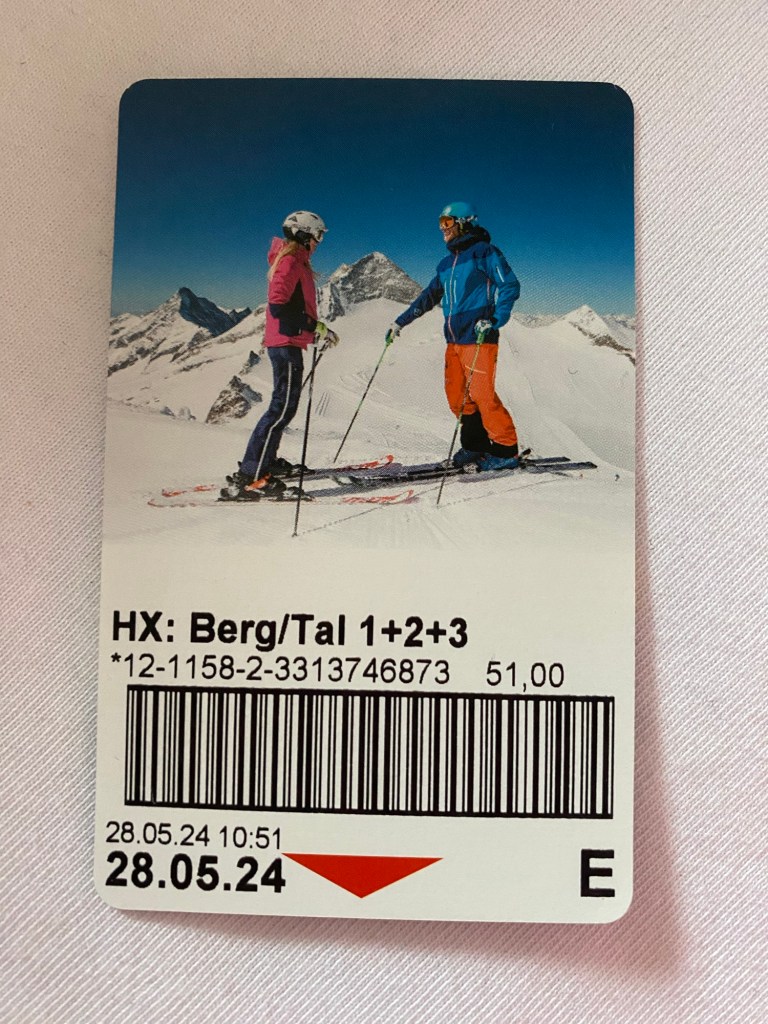 HX: Berg/Tal 1+2+3
*12-1158-2-3313746873 51,00
28.05.24 10:51
28.05.24 E